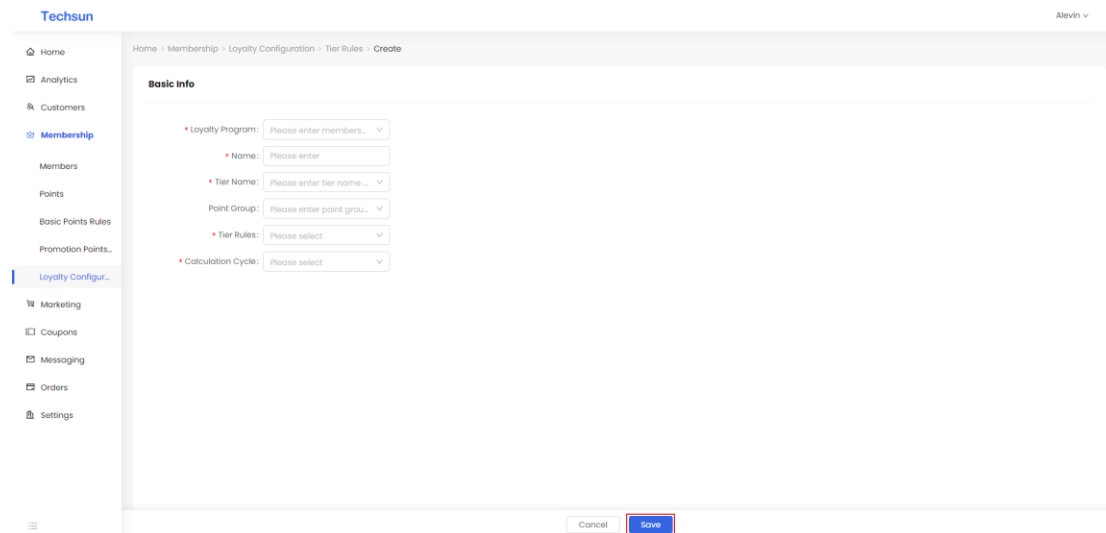 Techsun
Alevin
Home
Analytics
Customers
Membership
Members
Points
Basic Points Rules
Promotion Points...
Loyalty Configur...
Marketing
Coupons
Messaging
Orders
Settings
Home > Membership > Loyalty Configuration > Tier Rules > Create
Basic Info
* Loyalty Program: Please enter members...
* Name: Please enter
* Tier Name: Please enter tier name ...
Point Group: Please enter point grou...
* Tier Rules: Please select
* Calculation Cycle: Please select
Cancel Save